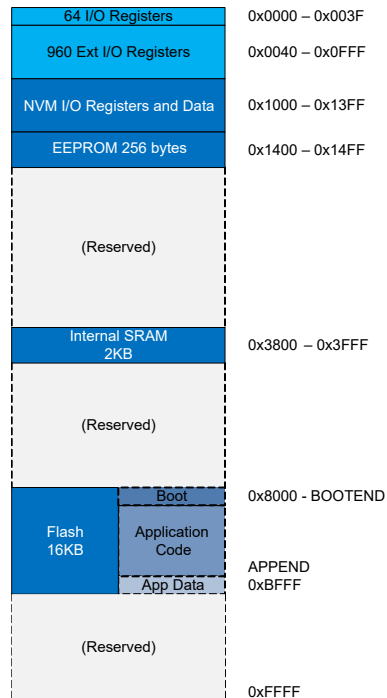 64 I/O Registers
0x0000 – 0x003F
960 Ext I/O Registers
0x0040 – 0x0FFF
NVM I/O Registers and Data
0x1000 – 0x13FF
EEPROM 256 bytes
0x1400 – 0x14FF
(Reserved)
Internal SRAM
2KB
0x3800 – 0x3FFF
(Reserved)
Flash
16KB
Boot
0x8000 - BOOTEND
Application
Code
APPEND
App Data
0xBFFF
(Reserved)
0xFFFF